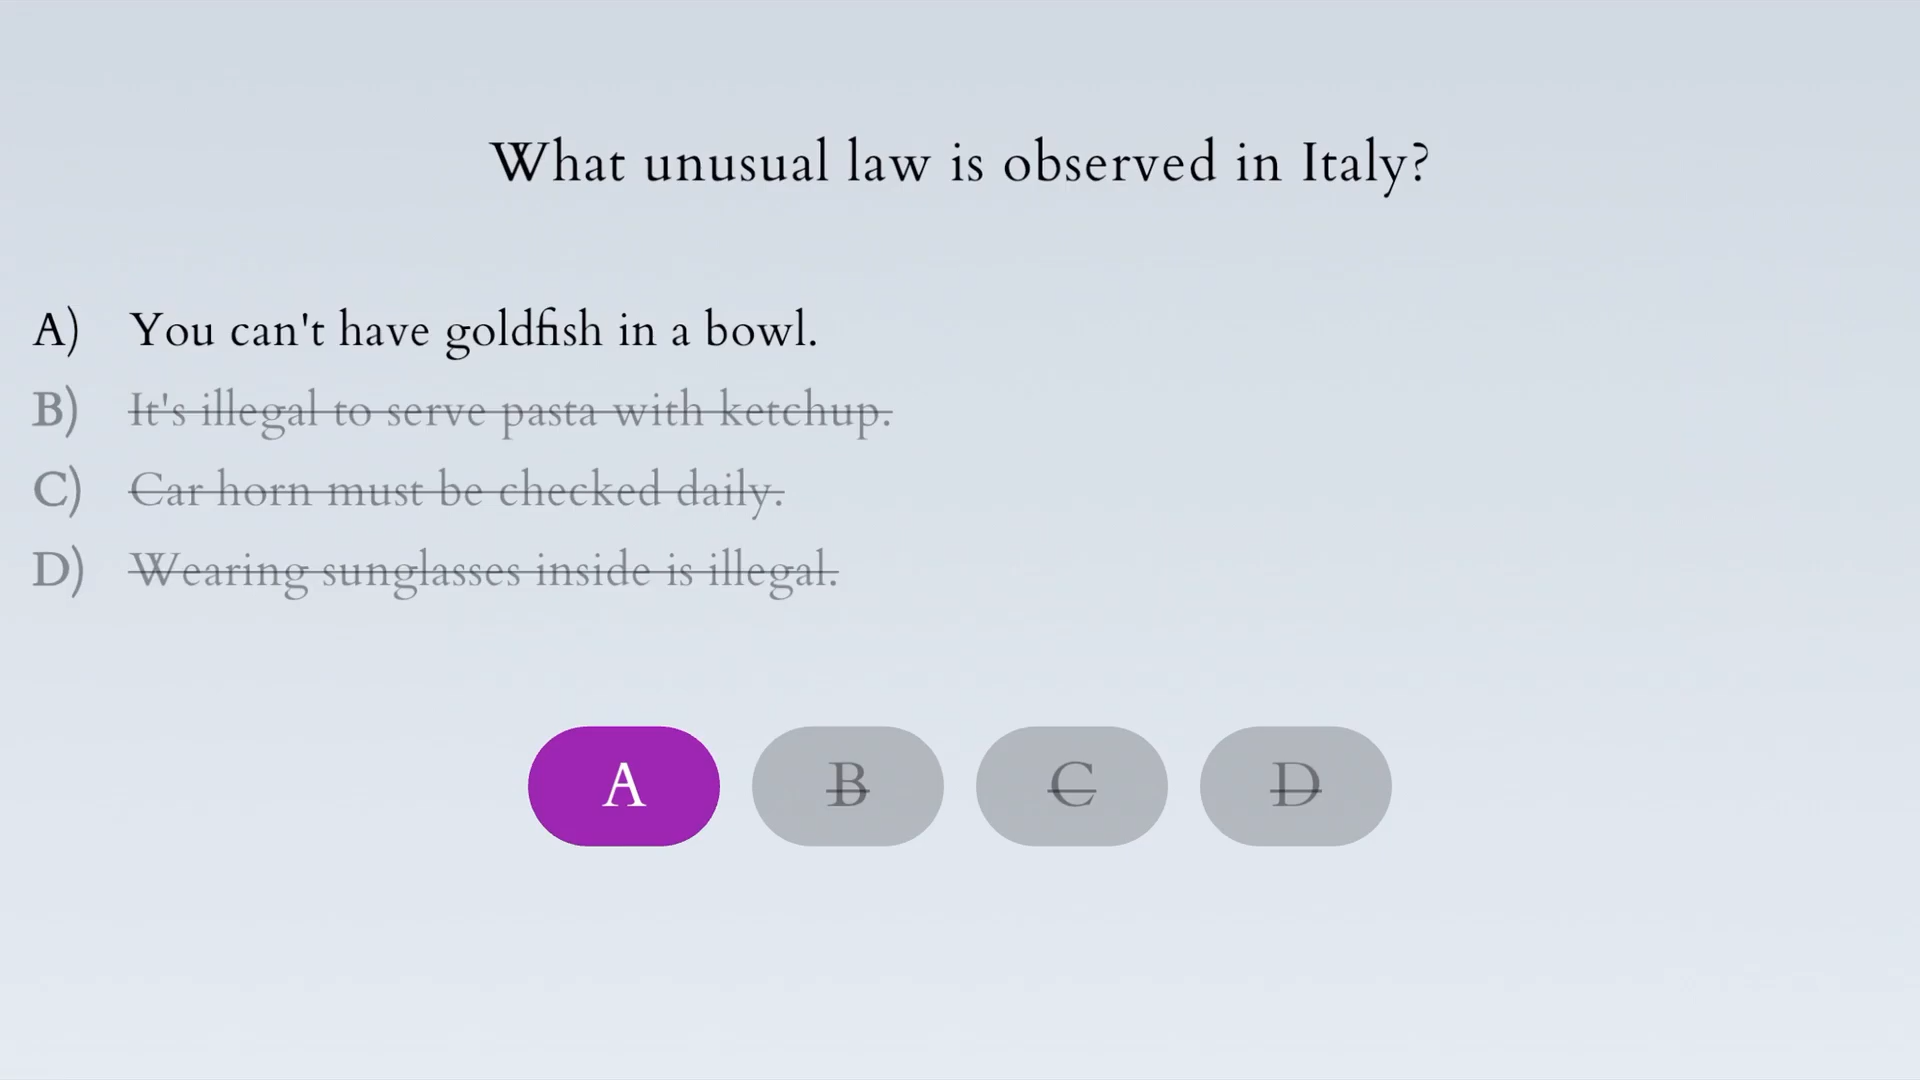 What unusual law is observed in Italy?
A) You can't have goldfish in a bowl.
B) It's illegal to serve pasta with ketchup.
C) Car horn must be checked daily.
D) Wearing sunglasses inside is illegal.
A B C D